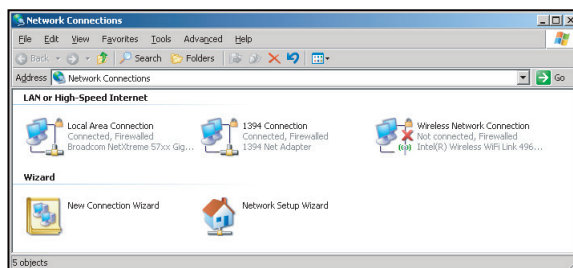 Network Connections
File Edit View Favorites Tools Advanced Help
Back Search Folders
Address Network Connections Go
LAN or High-Speed Internet
Local Area Connection
Connected, Firewalled
Broadcom NetXtreme 57xx Gig...
1394 Connection
Connected, Firewalled
1394 Net Adapter
Wireless Network Connection
Not connected, Firewalled
Intel(R) Wireless WiFi Link 496...
Wizard
New Connection Wizard
Network Setup Wizard
5 objects